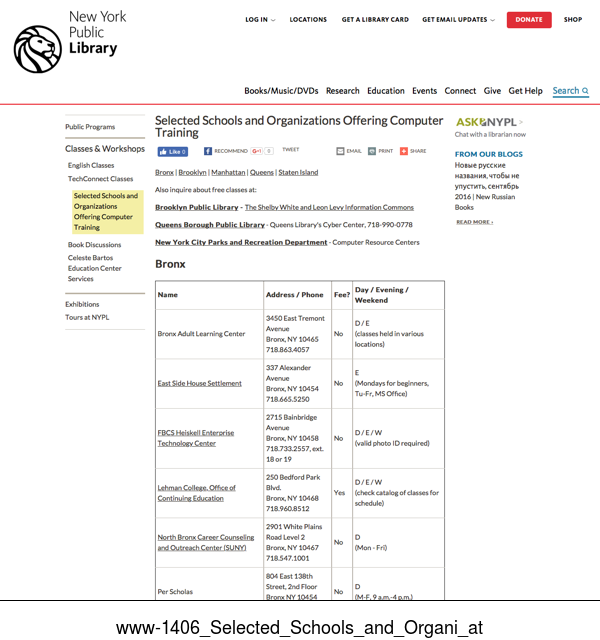 New York
Public
Library
LOG IN
LOCATIONS
GET A LIBRARY CARD
GET EMAIL UPDATES
DONATE
SHOP
Books/Music/DVDs Research Education Events Connect Give Get Help Search
Public Programs
Classes & Workshops
English Classes
TechConnect Classes
Selected Schools and
Organizations
Offering Computer
Training
Book Discussions
Celeste Bartos
Education Center
Services
Exhibitions
Tours at NYPL
Selected Schools and Organizations Offering Computer
Training
Like 0
RECOMMEND G+1 0 TWEET EMAIL PRINT SHARE
Bronx | Brooklyn | Manhattan | Queens | Staten Island
Also inquire about free classes at:
Brooklyn Public Library - The Shelby White and Leon Levy Information Commons
Queens Borough Public Library - Queens Library's Cyber Center, 718-990-0778
New York City Parks and Recreation Department - Computer Resource Centers
Bronx
Name
Address / Phone
Fee?
Day / Evening /
Weekend
Bronx Adult Learning Center
3450 East Tremont
Avenue
Bronx, NY 10465
718.863.4057
No
D / E
(classes held in various
locations)
East Side House Settlement
337 Alexander
Avenue
Bronx, NY 10454
718.665.5250
No
E
(Mondays for beginners,
Tu-Fr, MS Office)
FBCS Heiskell Enterprise
Technology Center
2715 Bainbridge
Avenue
Bronx, NY 10458
718.733.2557, ext.
18 or 19
No
D / E / W
(valid photo ID required)
Lehman College, Office of
Continuing Education
250 Bedford Park
Blvd.
Bronx, NY 10468
718.960.8512
Yes
D / E / W
(check catalog of classes for
schedule)
North Bronx Career Counseling
and Outreach Center (SUNY)
2901 White Plains
Road Level 2
Bronx, NY 10467
718.547.1001
No
D
(Mon - Fri)
Per Scholas
804 East 138th
Street, 2nd Floor
Bronx NY 10454
No
D
(M-F, 9 a.m.-4 p.m.)
ASK NYPL >
Chat with a librarian now
FROM OUR BLOGS
Новые русские
названия, чтобы не
упустить, сентябрь
2016 | New Russian
Books
READ MORE ›
www-1406_Selected_Schools_and_Organi_at